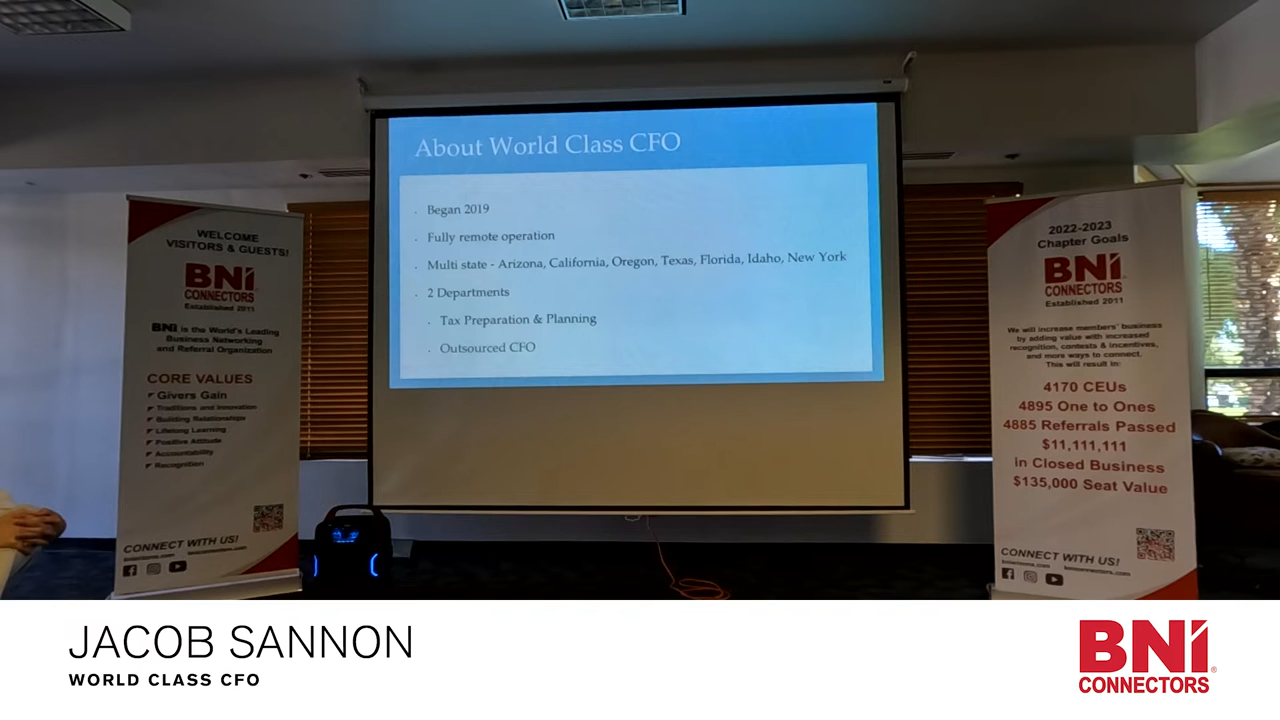 About World Class CFO
Began 2019
Fully remote operation
Multi state - Arizona, California, Oregon, Texas, Florida, Idaho, New York
2 Departments
Tax Preparation & Planning
Outsourced CFO
WELCOME
VISITORS & GUESTS!
BNI
CONNECTORS
Established 2011
BNI is the World's Leading
Business Networking
and Referral Organization
CORE VALUES
Givers Gain
Traditions and Innovation
Building Relationships
Lifelong Learning
Positive Attitude
Accountability
Recognition
CONNECT WITH US!
2022-2023
Chapter Goals
BNI
CONNECTORS
Established 2011
We will increase members' business
by adding value with increased
recognition, contests & incentives,
and more ways to connect.
This will result in:
4170 CEUs
4895 One to Ones
4885 Referrals Passed
$11,111,111
in Closed Business
$135,000 Seat Value
CONNECT WITH US!
JACOB SANNON
WORLD CLASS CFO
BNI
CONNECTORS